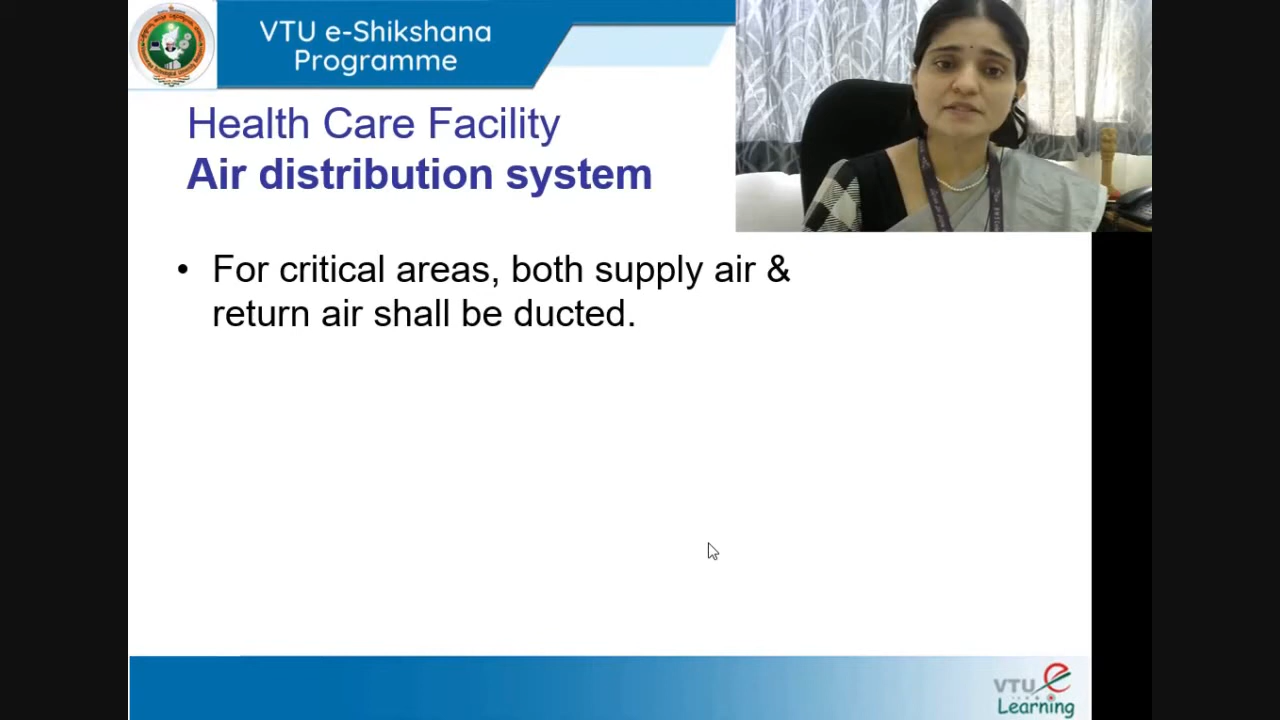 VTU e-Shikshana
Programme
Health Care Facility
Air distribution system
• For critical areas, both supply air &
return air shall be ducted.
VTU e
Learning